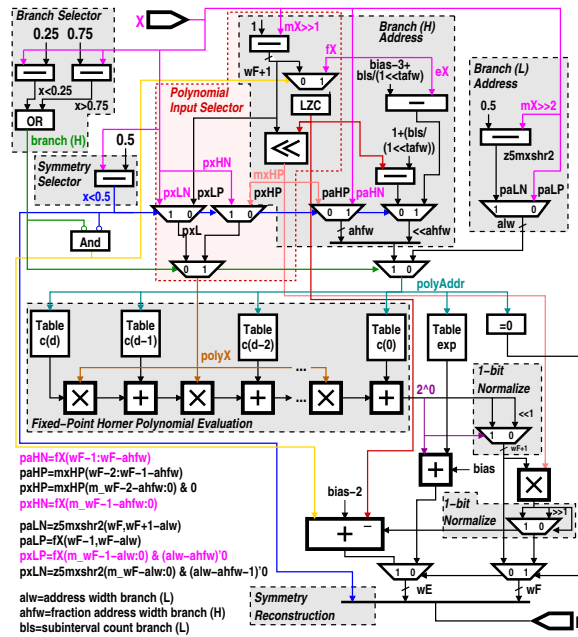 Branch Selector
0.25 0.75
x<0.25
x>0.75
OR
branch (H)
X
Symmetry
Selector
0.5
x<0.5
And
Polynomial
Input Selector
pxHN
pxLN
pxLP
pxHP
1 0
1 0
pxL
0 1
1
mX>>1
wF+1
fX
0 1
LZC
<<
mxHP
Branch (H)
Address
bias-3+
bls/(1<<tafw)
eX
1+(bls/
(1<<tafw))
paHP
paHN
0 1
1 0
ahfw
<<ahfw
1 0
Branch (L)
Address
0.5
mX>>2
z5mxshr2
paLN
paLP
1 0
alw
polyAddr
Table
c(d)
Table
c(d-1)
Table
c(d-2)
Table
c(0)
Table
exp
=0
polyX
...
...
Fixed-Point Horner Polynomial Evaluation
2^0
1-bit
Normalize
<<1
1 0
wF+1
bias
bias-2
+ −
1-bit
Normalize
>>1
1 0
1 0
0 1
wE
wF
Symmetry
Reconstruction
paHN=fX(wF-1:wF-ahfw)
paHP=mxHP(wF-2:wF-1-ahfw)
pxHP=mxHP(m_wF-2-ahfw:0) & 0
pxHN=fX(m_wF-1-ahfw:0)
paLN=z5mxshr2(wF,wF+1-alw)
paLP=fX(wF-1,wF-alw)
pxLP=fX(m_wF-1-alw:0) & (alw-ahfw)'0
pxLN=z5mxshr2(m_wF-alw:0) & (alw-ahfw-1)'0
alw=address width branch (L)
ahfw=fraction address width branch (H)
bls=subinterval count branch (L)